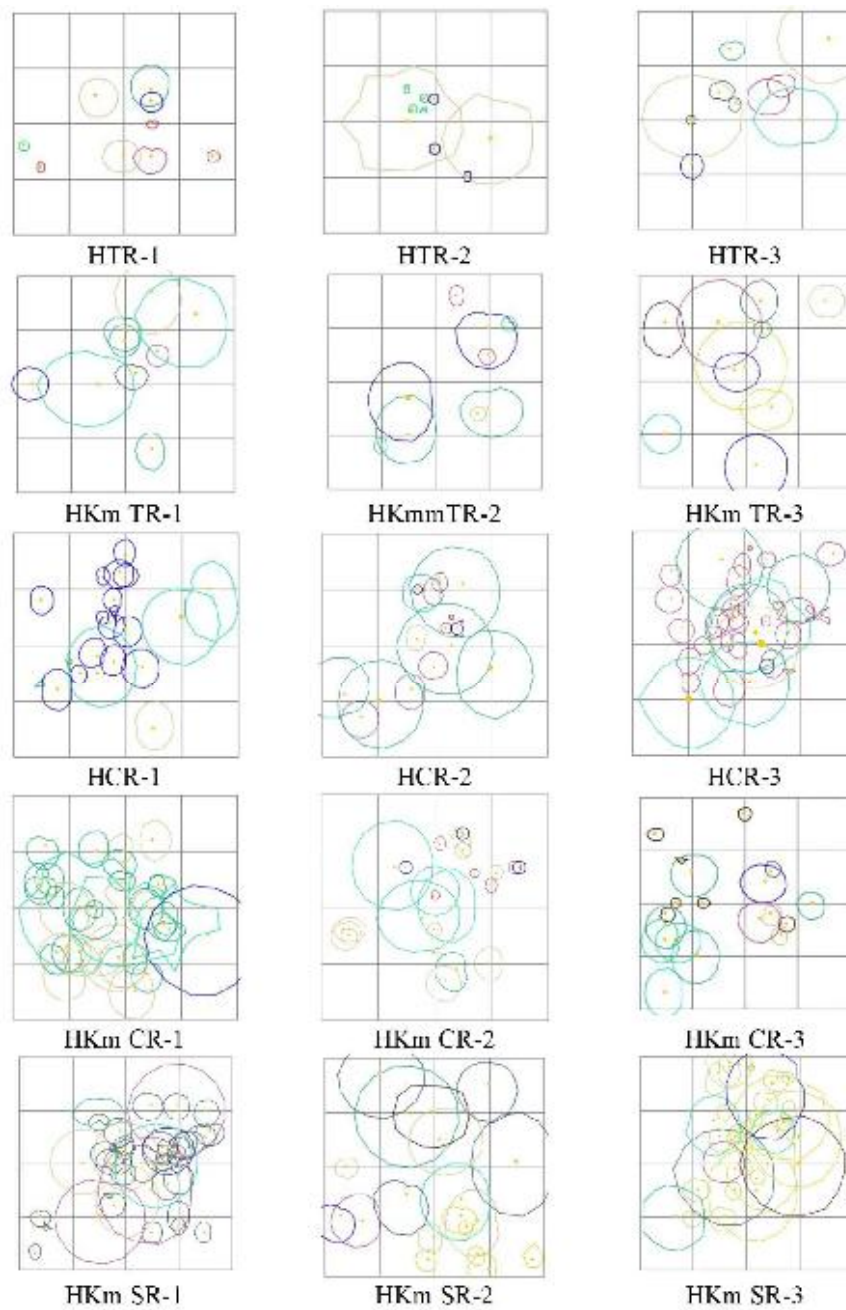 HTR-1 HTR-2 HTR-3
HKm TR-1 HKmmTR-2 HKm TR-3
HCR-1 HCR-2 HCR-3
HKm CR-1 HKm CR-2 HKm CR-3
HKm SR-1 HKm SR-2 HKm SR-3